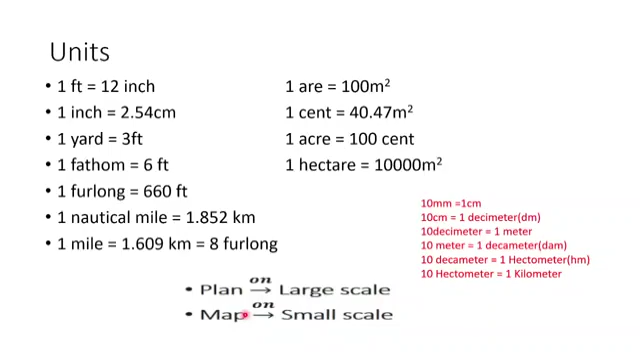 Units
• 1 ft = 12 inch
• 1 inch = 2.54cm
• 1 yard = 3ft
• 1 fathom = 6 ft
• 1 furlong = 660 ft
• 1 nautical mile = 1.852 km
• 1 mile = 1.609 km = 8 furlong
1 are = 100m²
1 cent = 40.47m²
1 acre = 100 cent
1 hectare = 10000m²
10mm =1cm
10cm = 1 decimeter(dm)
10decimeter = 1 meter
10 meter = 1 decameter(dam)
10 decameter = 1 Hectometer(hm)
10 Hectometer = 1 Kilometer
• Plan on→ Large scale
• Map on→ Small scale